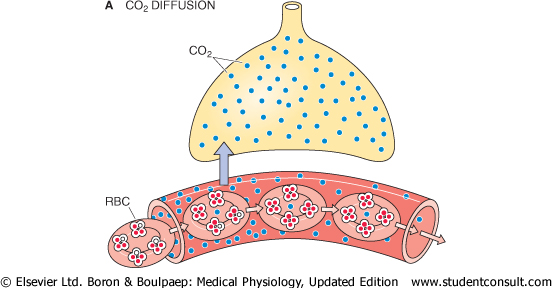 A CO₂ DIFFUSION
CO₂
RBC
© Elsevier Ltd. Boron & Boulpaep: Medical Physiology, Updated Edition www.studentconsult.com